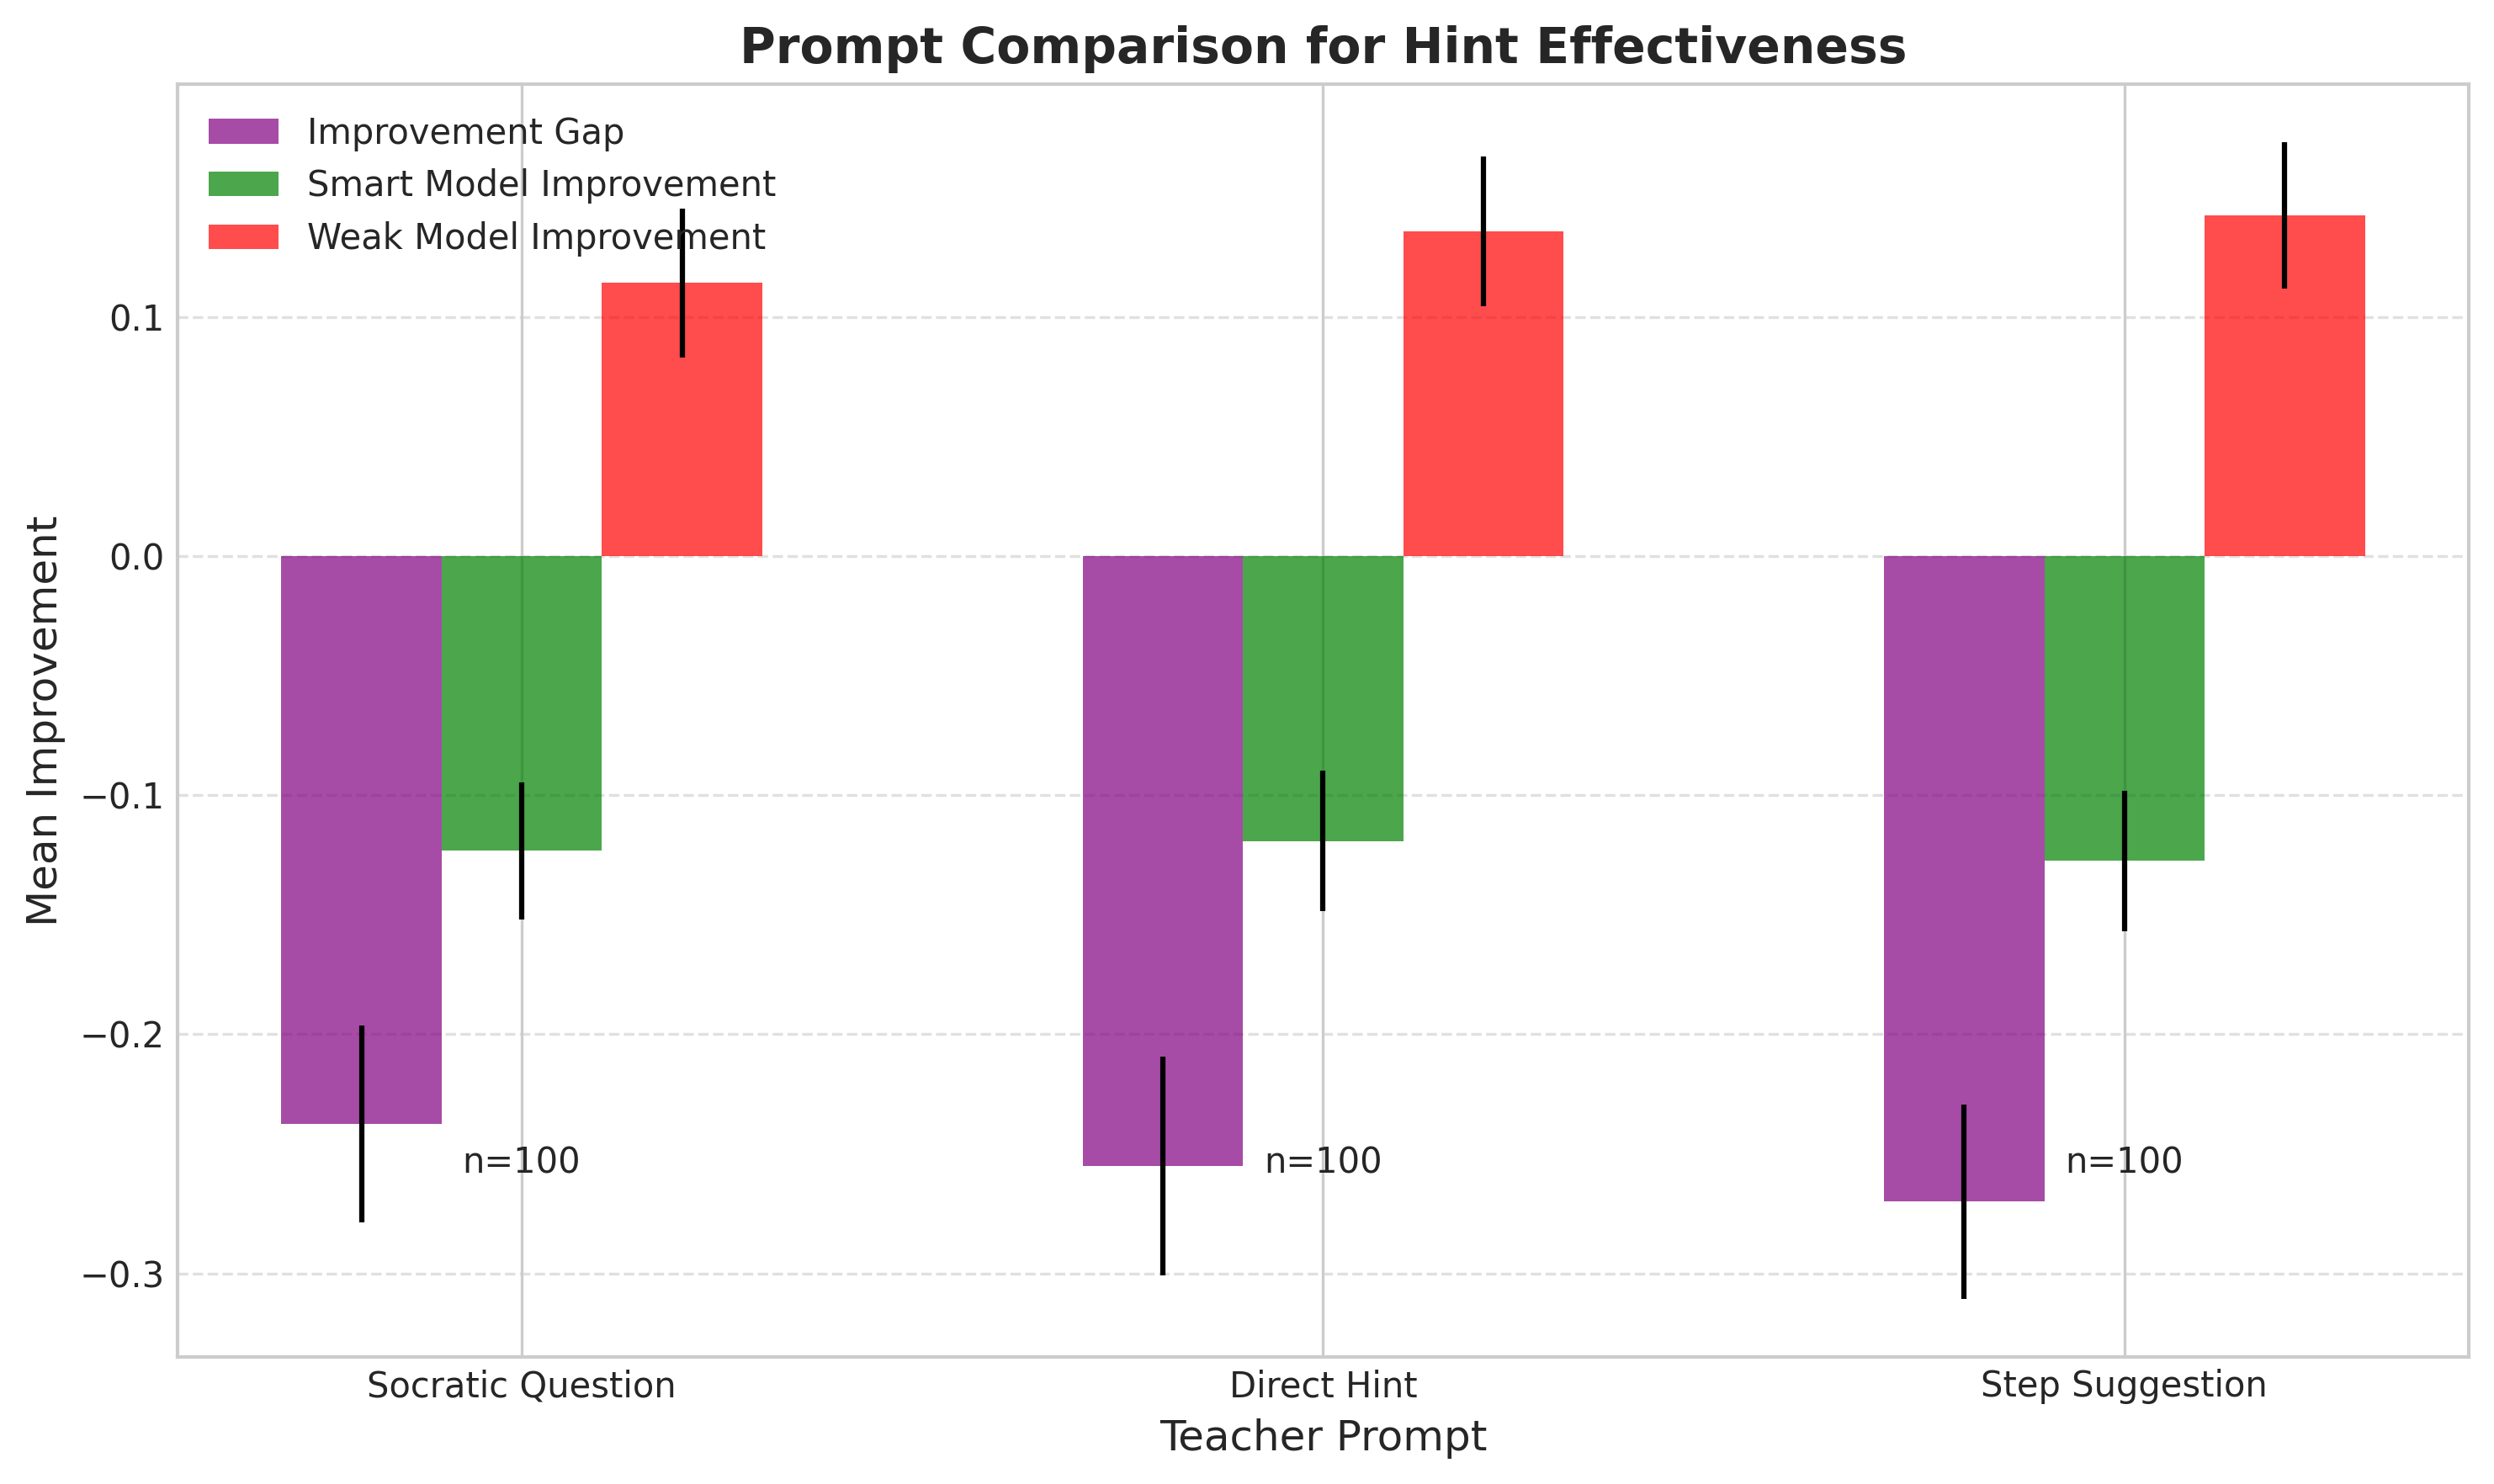 Prompt Comparison for Hint Effectiveness
Improvement Gap
Smart Model Improvement
Weak Model Improvement
Mean Improvement
0.1
0.0
−0.1
−0.2
−0.3
n=100
n=100
n=100
Socratic Question
Direct Hint
Step Suggestion
Teacher Prompt